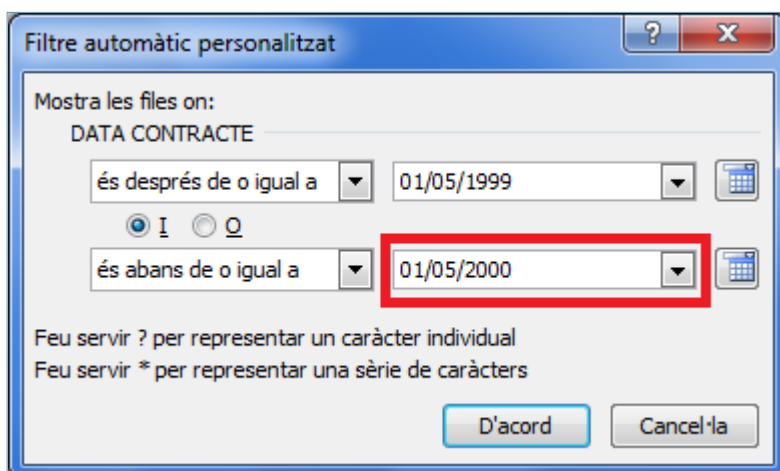 Filtre automàtic personalitzat
Mostra les files on:
DATA CONTRACTE
és després de o igual a 01/05/1999
I O
és abans de o igual a 01/05/2000
Feu servir ? per representar un caràcter individual
Feu servir * per representar una sèrie de caràcters
D'acord Cancel·la